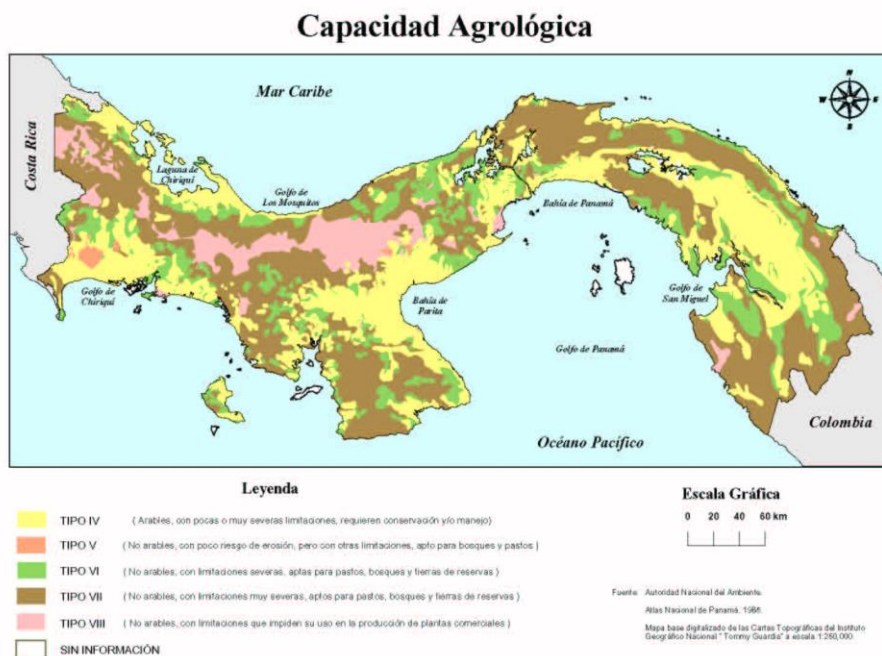 Capacidad Agrológica
Mar Caribe
N
W E
S
Costa Rica
Laguna de
Chiriquí
Golfo de
Los Mosquitos
Bahía de Panamá
Golfo de
Chiriquí
Bahía de
Parita
Golfo de
San Miguel
Golfo de Panamá
Océano Pacífico
Colombia
Leyenda
TIPO IV ( Arables, con pocas o muy severas limitaciones, requieren conservación y/o manejo)
TIPO V ( No arables, con poco riesgo de erosión, pero con otras limitaciones, apto para bosques y pastos )
TIPO VI ( No arables, con limitaciones severas, aptas para pastos, bosques y tierras de reservas )
TIPO VII ( No arables, con limitaciones muy severas, aptos para pastos, bosques y tierras de reservas )
TIPO VIII ( No arables, con limitaciones que impiden su uso en la producción de plantas comerciales )
SIN INFORMACIÓN
Escala Gráfica
0 20 40 60 km
Fuente: Autoridad Nacional del Ambiente.
Atlas Nacional de Panamá. 1988.
Mapa base digitalizado de las Cartas Topográficas del Instituto
Geográfico Nacional "Tommy Guardia" a escala 1:250,000